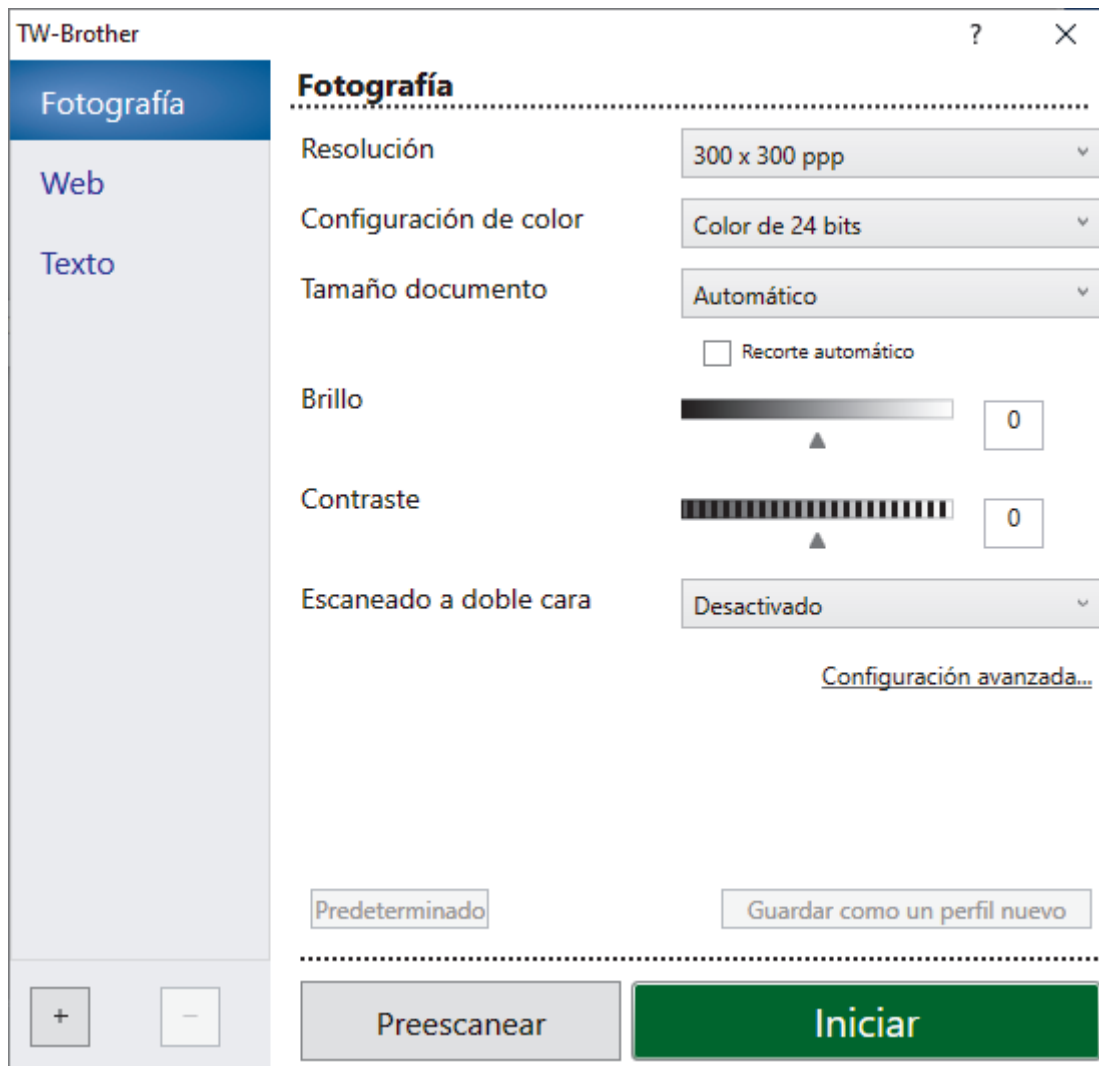 TW-Brother
?
Fotografía
Web
Texto
Fotografía
Resolución
300 x 300 ppp
Configuración de color
Color de 24 bits
Tamaño documento
Automático
Recorte automático
Brillo
0
Contraste
0
Escaneado a doble cara
Desactivado
Configuración avanzada...
Predeterminado
Guardar como un perfil nuevo
+
−
Preescanear
Iniciar